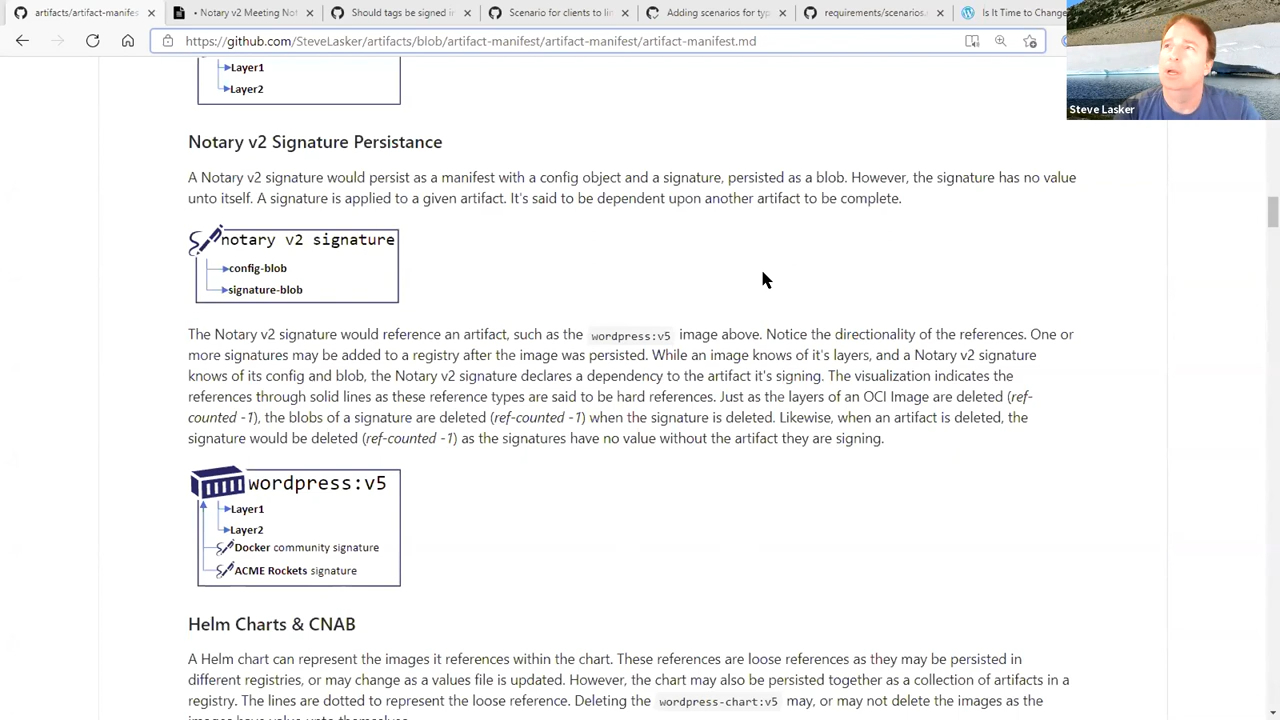 artifacts/artifact-manifes
• Notary v2 Meeting Not
Should tags be signed i
Scenario for clients to li
Adding scenarios for typ
requirements/scenarios.
Is It Time to Change
https://github.com/SteveLasker/artifacts/blob/artifact-manifest/artifact-manifest/artifact-manifest.md
Steve Lasker
Layer1
Layer2
Notary v2 Signature Persistance
A Notary v2 signature would persist as a manifest with a config object and a signature, persisted as a blob. However, the signature has no value
unto itself. A signature is applied to a given artifact. It's said to be dependent upon another artifact to be complete.
notary v2 signature
config-blob
signature-blob
The Notary v2 signature would reference an artifact, such as the wordpress:v5 image above. Notice the directionality of the references. One or
more signatures may be added to a registry after the image was persisted. While an image knows of it's layers, and a Notary v2 signature
knows of its config and blob, the Notary v2 signature declares a dependency to the artifact it's signing. The visualization indicates the
references through solid lines as these reference types are said to be hard references. Just as the layers of an OCI Image are deleted (ref-
counted -1), the blobs of a signature are deleted (ref-counted -1) when the signature is deleted. Likewise, when an artifact is deleted, the
signature would be deleted (ref-counted -1) as the signatures have no value without the artifact they are signing.
wordpress:v5
Layer1
Layer2
Docker community signature
ACME Rockets signature
Helm Charts & CNAB
A Helm chart can represent the images it references within the chart. These references are loose references as they may be persisted in
different registries, or may change as a values file is updated. However, the chart may also be persisted together as a collection of artifacts in a
registry. The lines are dotted to represent the loose reference. Deleting the wordpress-chart:v5 may, or may not delete the images as the
images have value unto themselves.